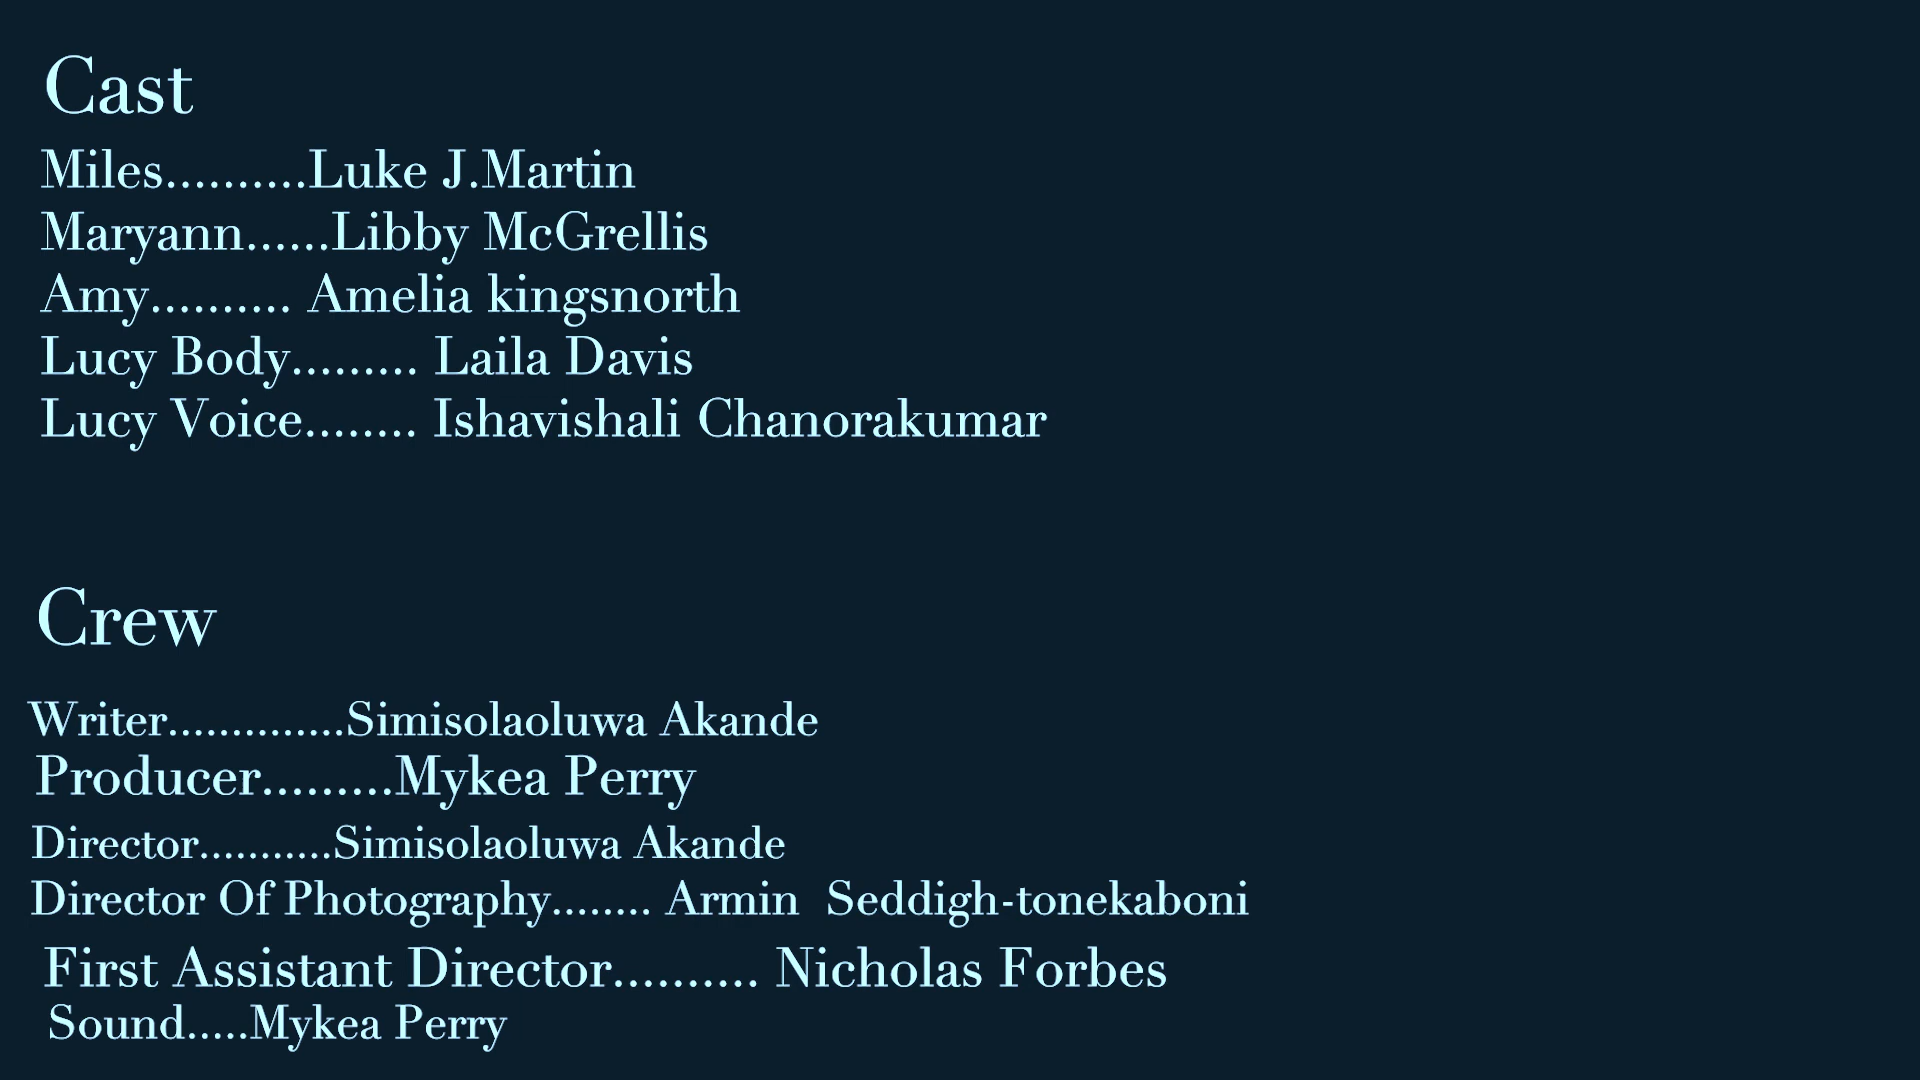 Cast
Miles..........Luke J.Martin
Maryann......Libby McGrellis
Amy.......... Amelia kingsnorth
Lucy Body......... Laila Davis
Lucy Voice........ Ishavishali Chanorakumar
Crew
Writer..............Simisolaoluwa Akande
Producer.........Mykea Perry
Director...........Simisolaoluwa Akande
Director Of Photography........ Armin  Seddigh-tonekaboni
First Assistant Director.......... Nicholas Forbes
Sound.....Mykea Perry